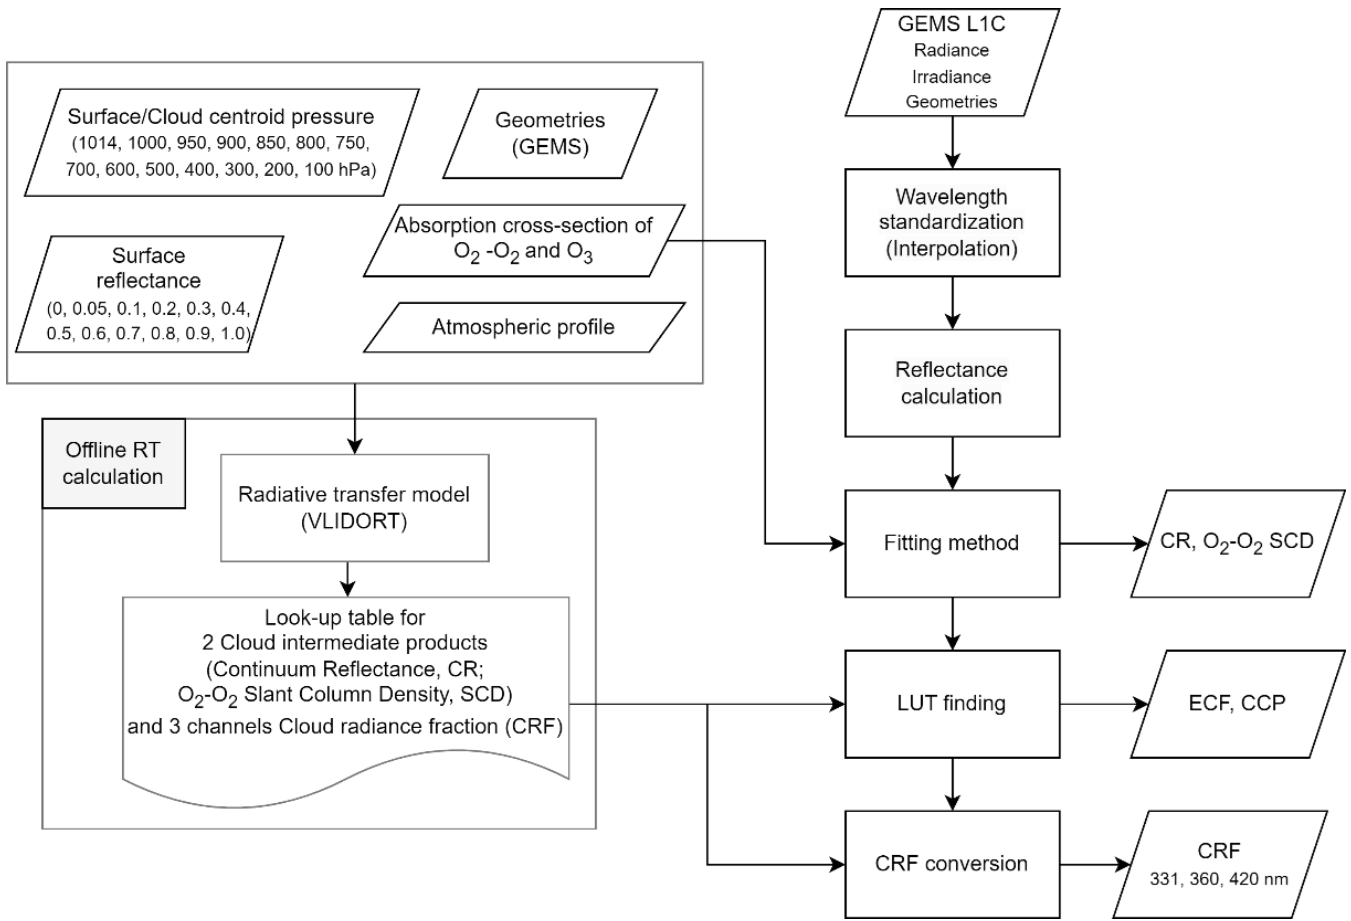 GEMS L1C
Radiance
Irradiance
Geometries
Surface/Cloud centroid pressure
(1014, 1000, 950, 900, 850, 800, 750,
700, 600, 500, 400, 300, 200, 100 hPa)
Geometries
(GEMS)
Absorption cross-section of
O2 -O2 and O3
Surface
reflectance
(0, 0.05, 0.1, 0.2, 0.3, 0.4,
0.5, 0.6, 0.7, 0.8, 0.9, 1.0)
Atmospheric profile
Wavelength
standardization
(Interpolation)
Reflectance
calculation
Offline RT
calculation
Radiative transfer model
(VLIDORT)
Look-up table for
2 Cloud intermediate products
(Continuum Reflectance, CR;
O2-O2 Slant Column Density, SCD)
and 3 channels Cloud radiance fraction (CRF)
Fitting method
CR, O2-O2 SCD
LUT finding
ECF, CCP
CRF conversion
CRF
331, 360, 420 nm